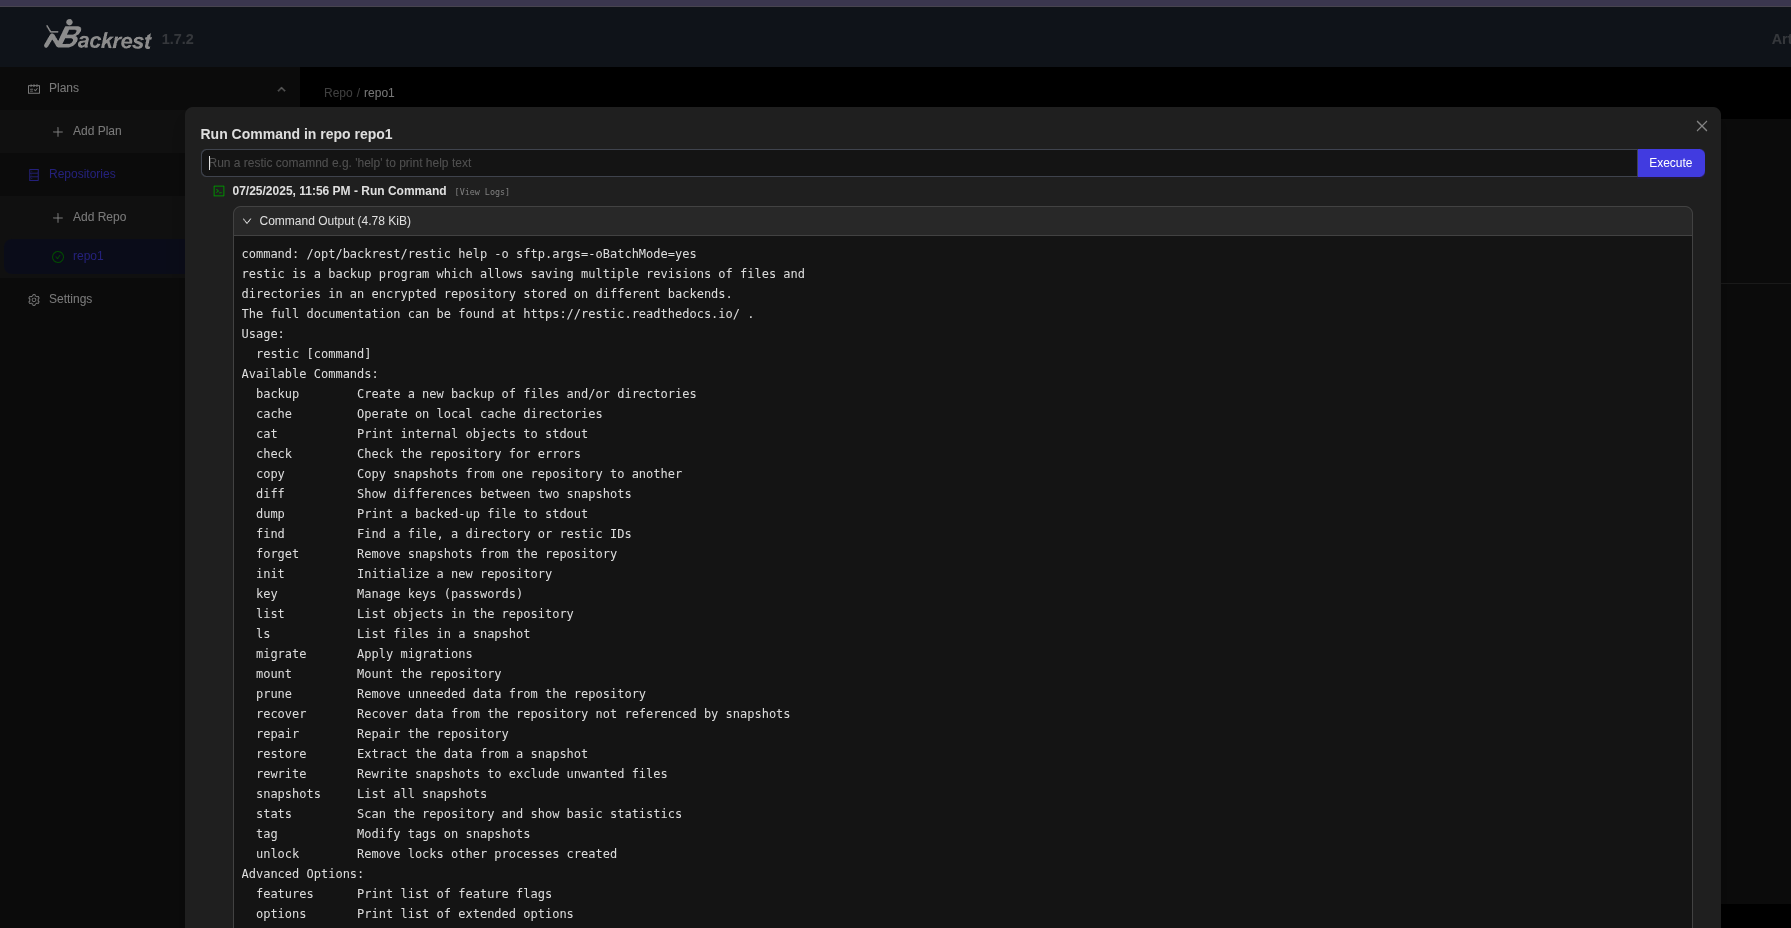 Backrest 1.7.2
Plans
Add Plan
Repositories
Add Repo
repo1
Settings
Repo / repo1
Run Command in repo repo1
Run a restic comamnd e.g. 'help' to print help text
Execute
07/25/2025, 11:56 PM - Run Command [View Logs]
Command Output (4.78 KiB)
command: /opt/backrest/restic help -o sftp.args=-oBatchMode=yes
restic is a backup program which allows saving multiple revisions of files and
directories in an encrypted repository stored on different backends.
The full documentation can be found at https://restic.readthedocs.io/ .
Usage:
restic [command]
Available Commands:
backup Create a new backup of files and/or directories
cache Operate on local cache directories
cat Print internal objects to stdout
check Check the repository for errors
copy Copy snapshots from one repository to another
diff Show differences between two snapshots
dump Print a backed-up file to stdout
find Find a file, a directory or restic IDs
forget Remove snapshots from the repository
init Initialize a new repository
key Manage keys (passwords)
list List objects in the repository
ls List files in a snapshot
migrate Apply migrations
mount Mount the repository
prune Remove unneeded data from the repository
recover Recover data from the repository not referenced by snapshots
repair Repair the repository
restore Extract the data from a snapshot
rewrite Rewrite snapshots to exclude unwanted files
snapshots List all snapshots
stats Scan the repository and show basic statistics
tag Modify tags on snapshots
unlock Remove locks other processes created
Advanced Options:
features Print list of feature flags
options Print list of extended options